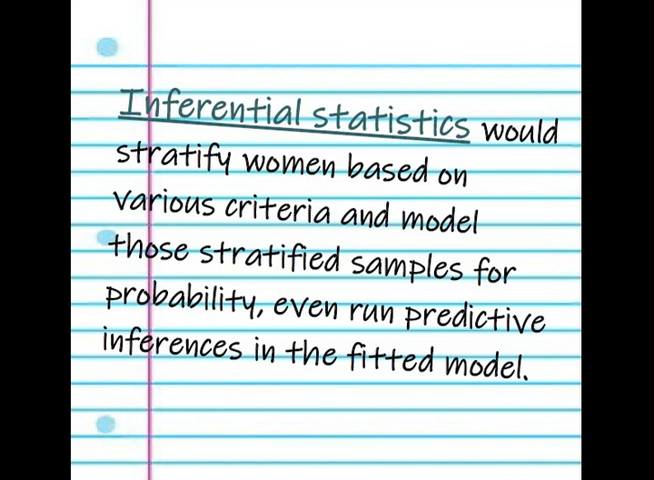 Inferential statistics would
stratify women based on
various criteria and model
those stratified samples for
probability, even run predictive
inferences in the fitted model.